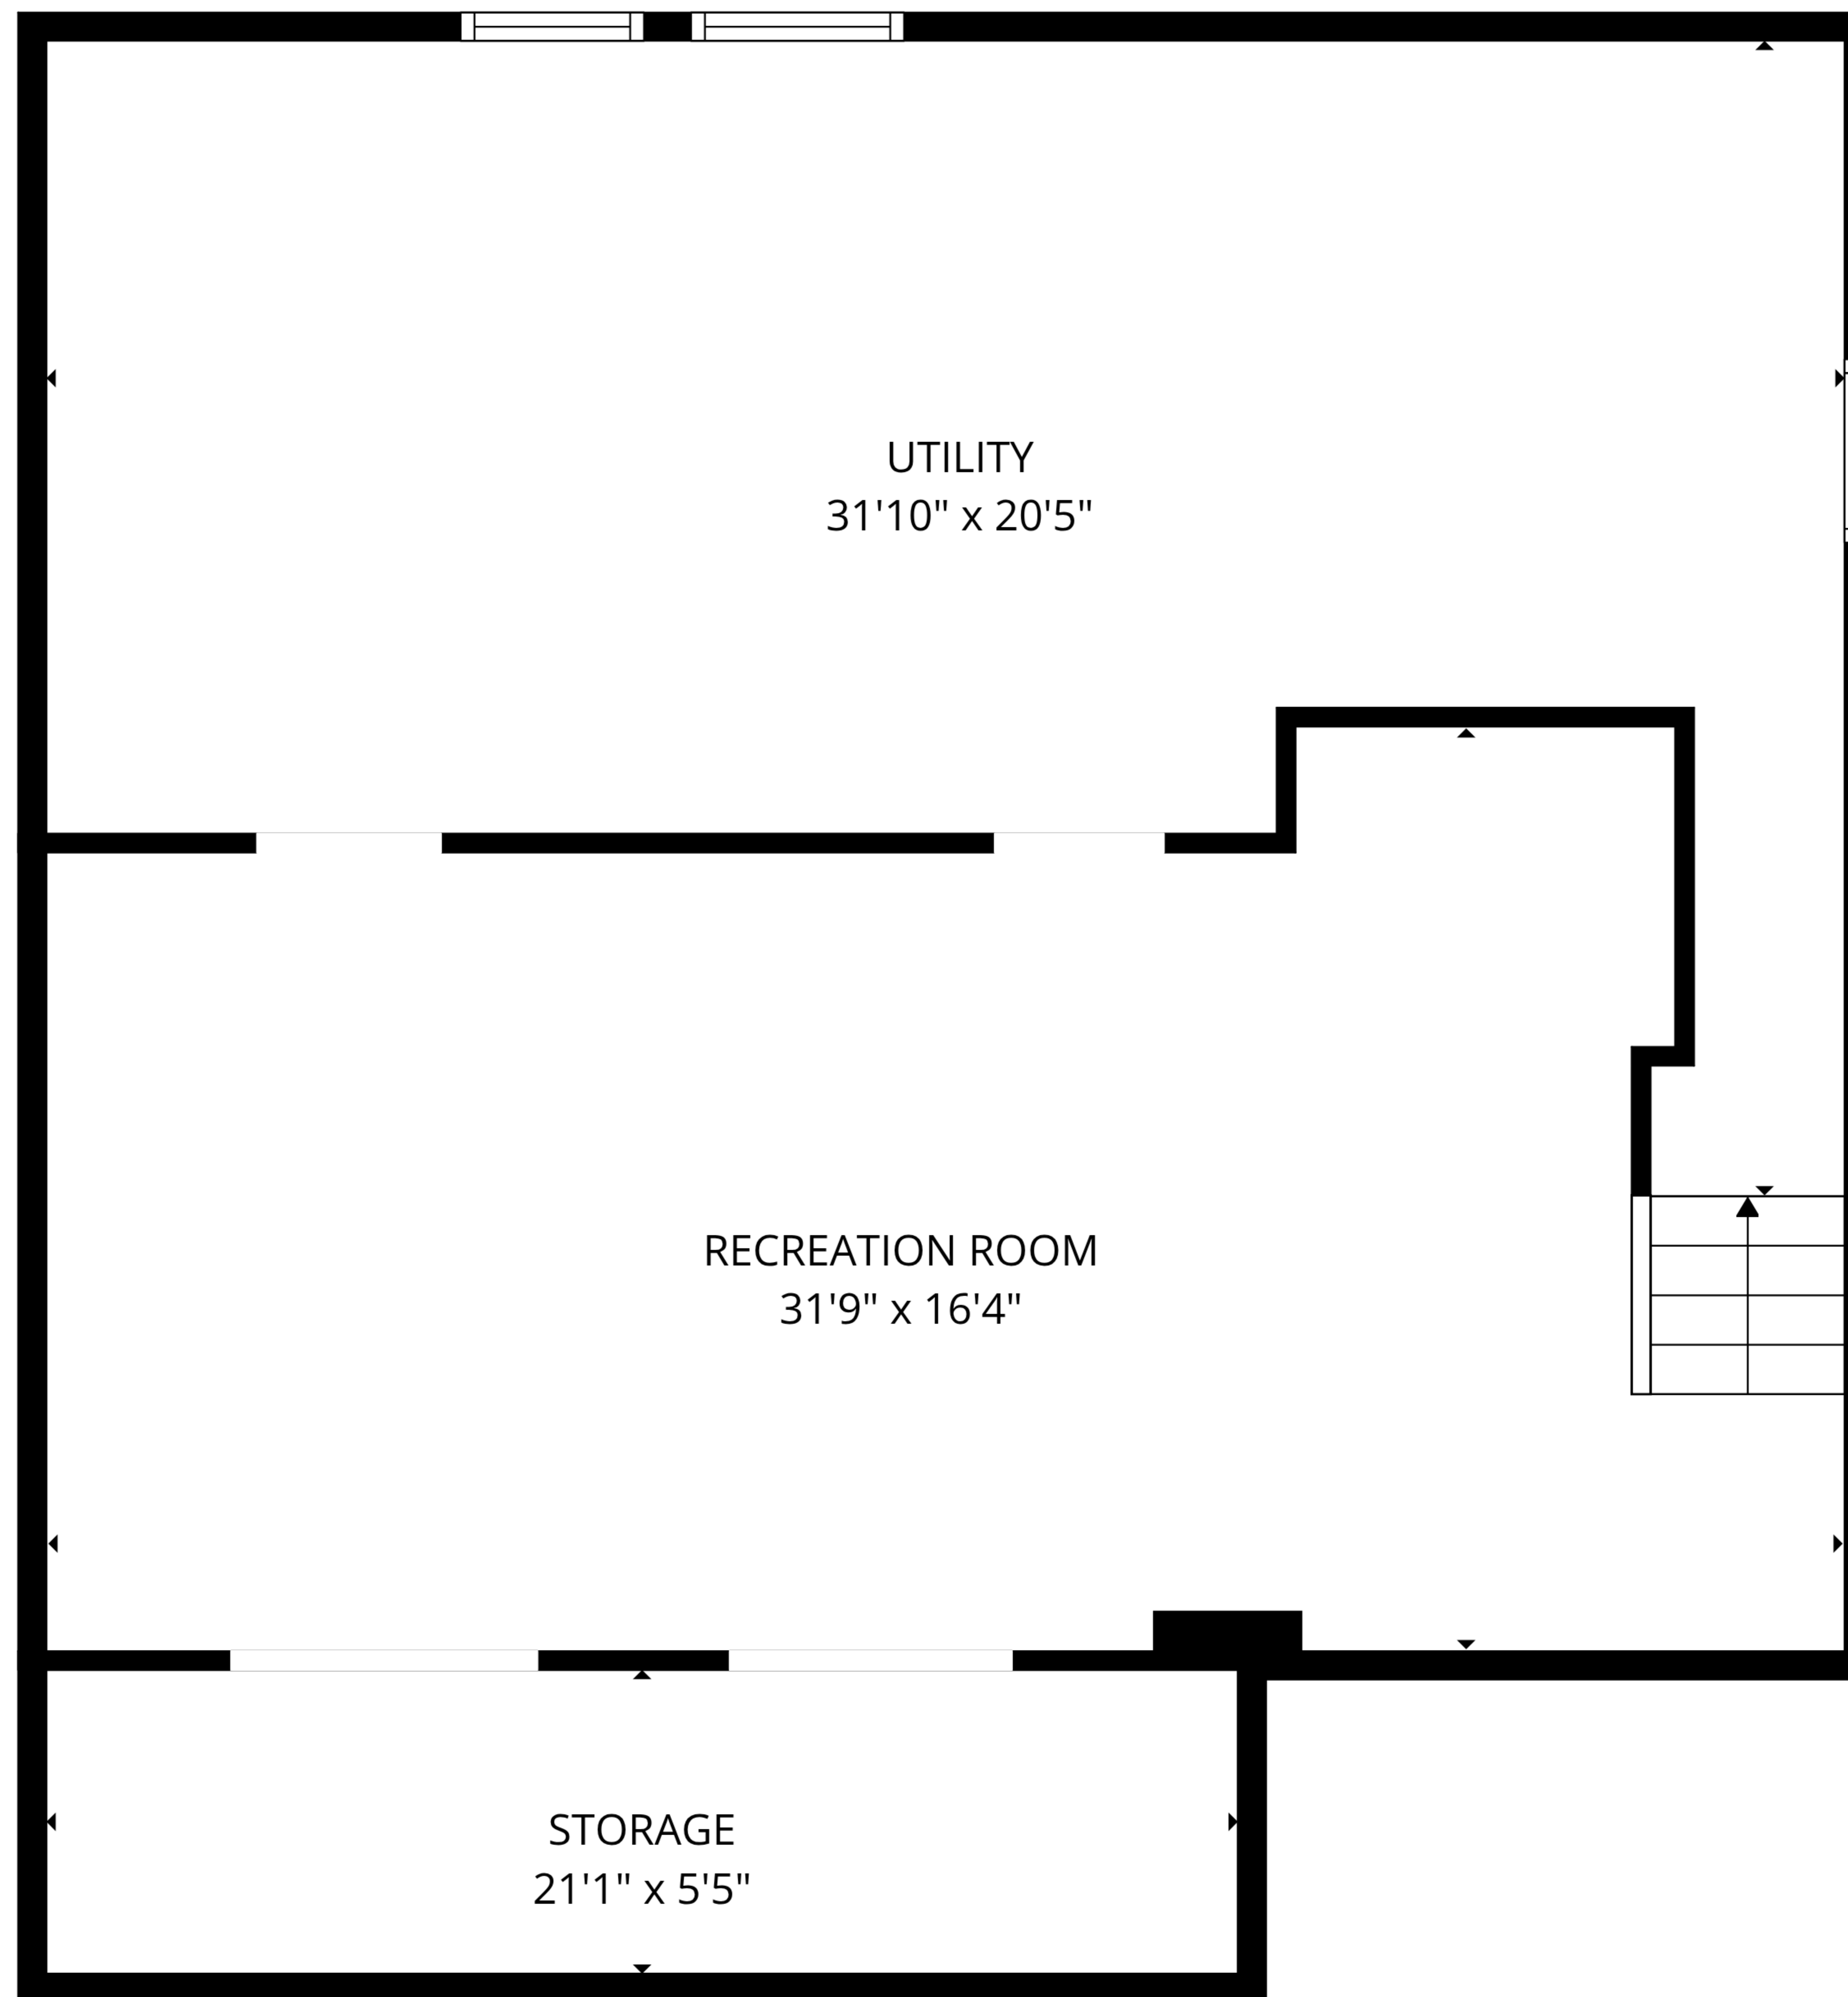 UTILITY
31'10" x 20'5"
RECREATION ROOM
31'9" x 16'4"
STORAGE
21'1" x 5'5"